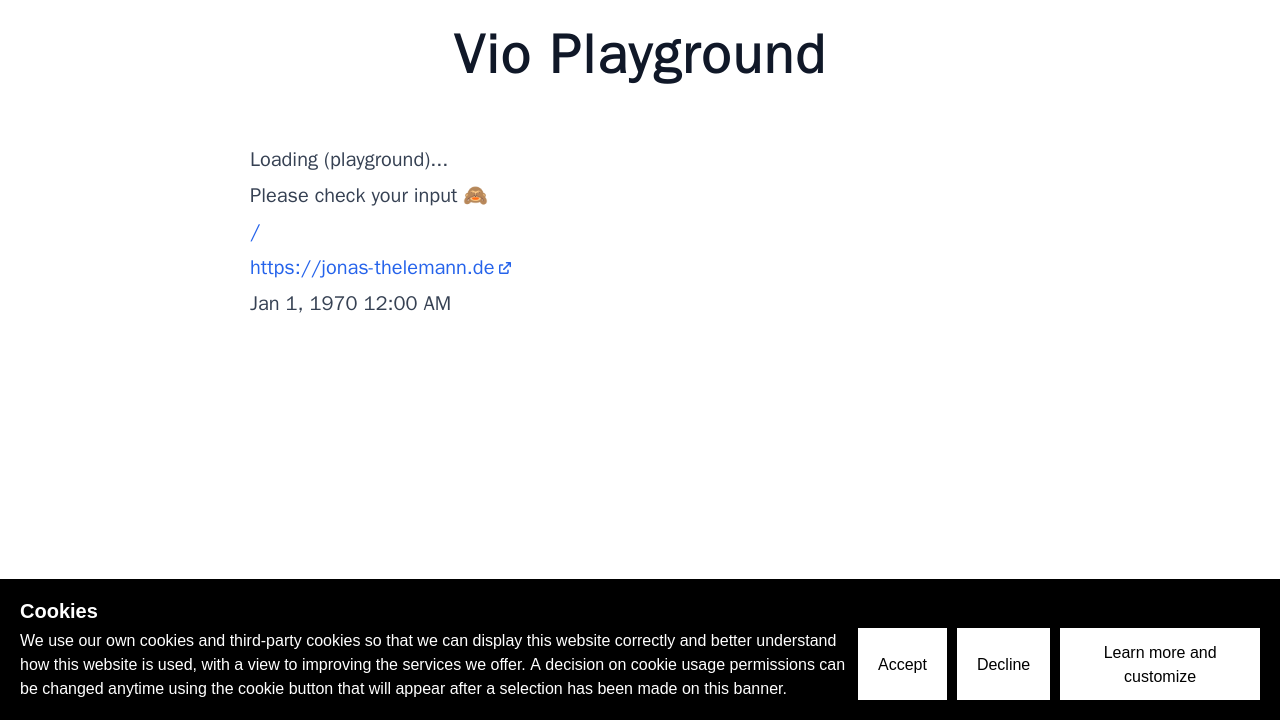 Vio Playground
Loading (playground)...
Please check your input 🙈
/
https://jonas-thelemann.de
Jan 1, 1970 12:00 AM
Cookies
We use our own cookies and third-party cookies so that we can display this website correctly and better understand
how this website is used, with a view to improving the services we offer. A decision on cookie usage permissions can
be changed anytime using the cookie button that will appear after a selection has been made on this banner.
Accept
Decline
Learn more and
customize